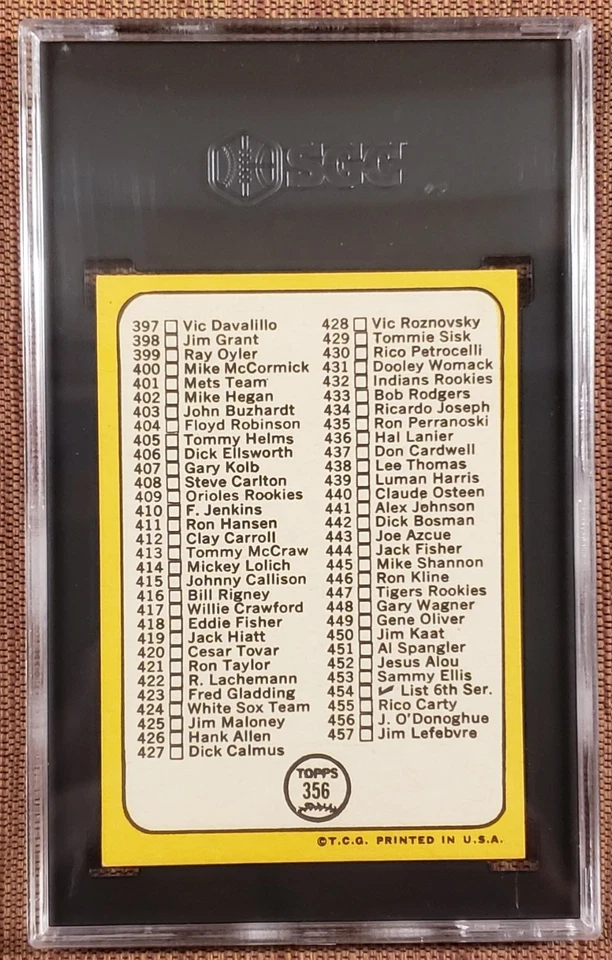 SGC
397 Vic Davalillo
398 Jim Grant
399 Ray Oyler
400 Mike McCormick
401 Mets Team
402 Mike Hegan
403 John Buzhardt
404 Floyd Robinson
405 Tommy Helms
406 Dick Ellsworth
407 Gary Kolb
408 Steve Carlton
409 Orioles Rookies
410 F. Jenkins
411 Ron Hansen
412 Clay Carroll
413 Tommy McCraw
414 Mickey Lolich
415 Johnny Callison
416 Bill Rigney
417 Willie Crawford
418 Eddie Fisher
419 Jack Hiatt
420 Cesar Tovar
421 Ron Taylor
422 R. Lachemann
423 Fred Gladding
424 White Sox Team
425 Jim Maloney
426 Hank Allen
427 Dick Calmus
428 Vic Roznovsky
429 Tommie Sisk
430 Rico Petrocelli
431 Dooley Womack
432 Indians Rookies
433 Bob Rodgers
434 Ricardo Joseph
435 Ron Perranoski
436 Hal Lanier
437 Don Cardwell
438 Lee Thomas
439 Luman Harris
440 Claude Osteen
441 Alex Johnson
442 Dick Bosman
443 Joe Azcue
444 Jack Fisher
445 Mike Shannon
446 Ron Kline
447 Tigers Rookies
448 Gary Wagner
449 Gene Oliver
450 Jim Kaat
451 Al Spangler
452 Jesus Alou
453 Sammy Ellis
454 ✓ List 6th Ser.
455 Rico Carty
456 J. O'Donoghue
457 Jim Lefebvre
TOPPS
356
©T.C.G. PRINTED IN U.S.A.